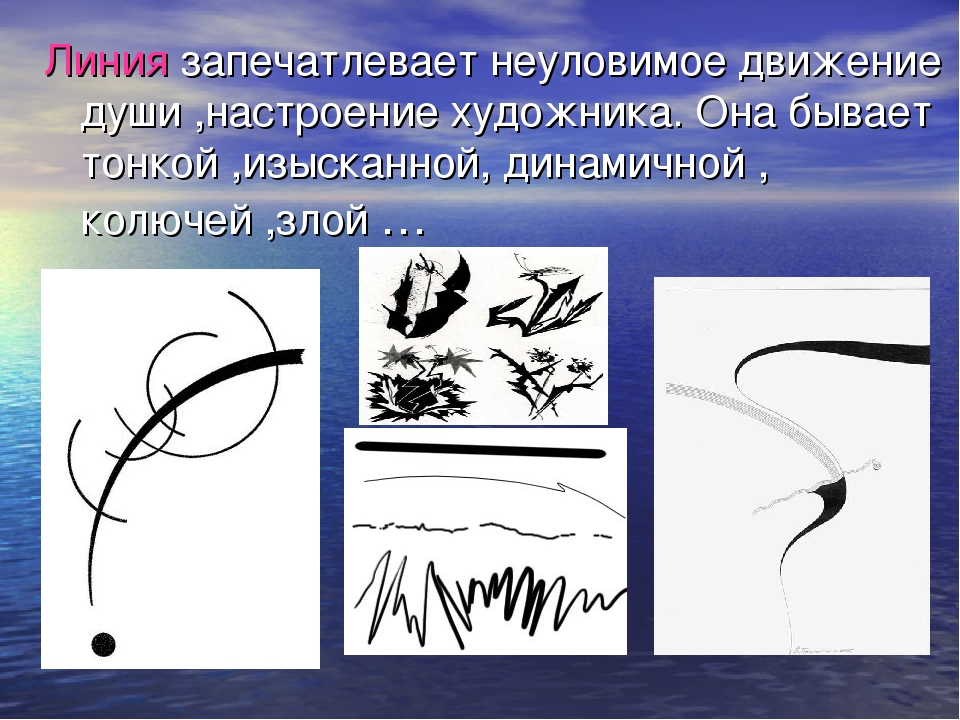 Линия запечатлевает неуловимое движение
души ,настроение художника. Она бывает
тонкой ,изысканной, динамичной ,
колючей ,злой …